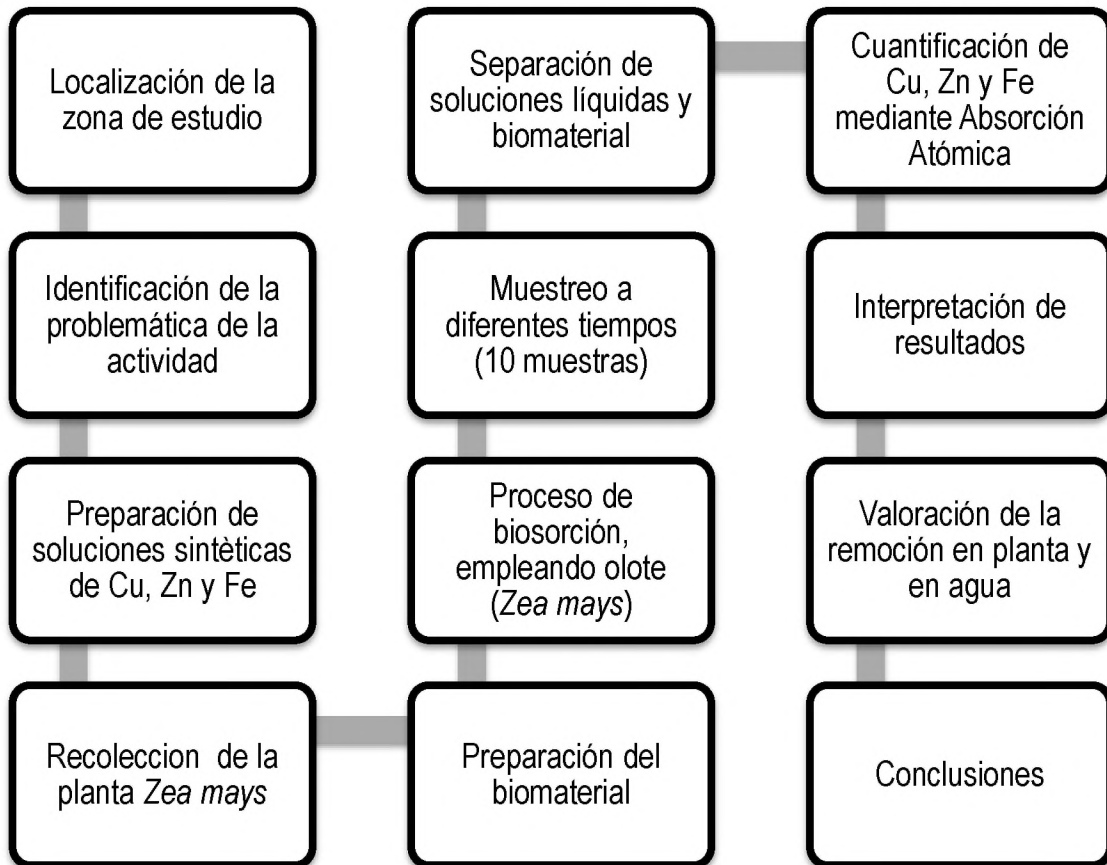 Localización de la
zona de estudio
Identificación de la
problemática de la
actividad
Preparación de
soluciones sintèticas
de Cu, Zn y Fe
Recoleccion de la
planta Zea mays
Preparación del
biomaterial
Proceso de
biosorción,
empleando olote
(Zea mays)
Muestreo a
diferentes tiempos
(10 muestras)
Separación de
soluciones líquidas y
biomaterial
Cuantificación de
Cu, Zn y Fe
mediante Absorción
Atómica
Interpretación de
resultados
Valoración de la
remoción en planta y
en agua
Conclusiones